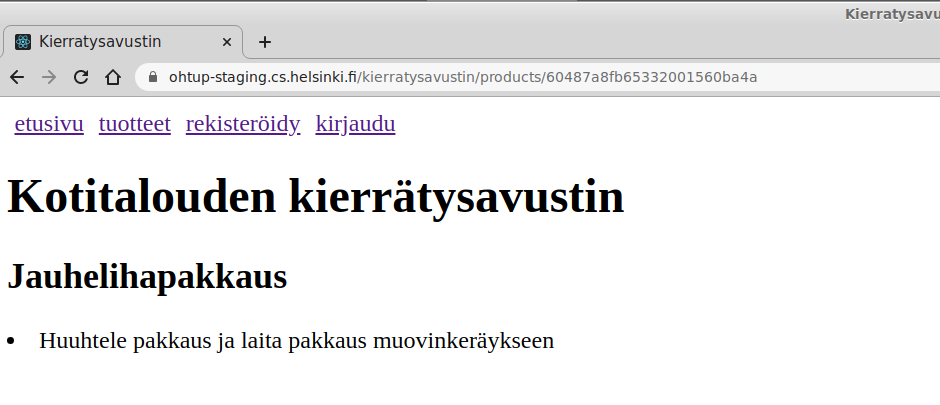 Kierratysavu
Kierratysavustin
ohtup-staging.cs.helsinki.fi/kierratysavustin/products/60487a8fb65332001560ba4a
etusivu tuotteet rekisteröidy kirjaudu
Kotitalouden kierrätysavustin
Jauhelihapakkaus
• Huuhtele pakkaus ja laita pakkaus muovinkeräykseen